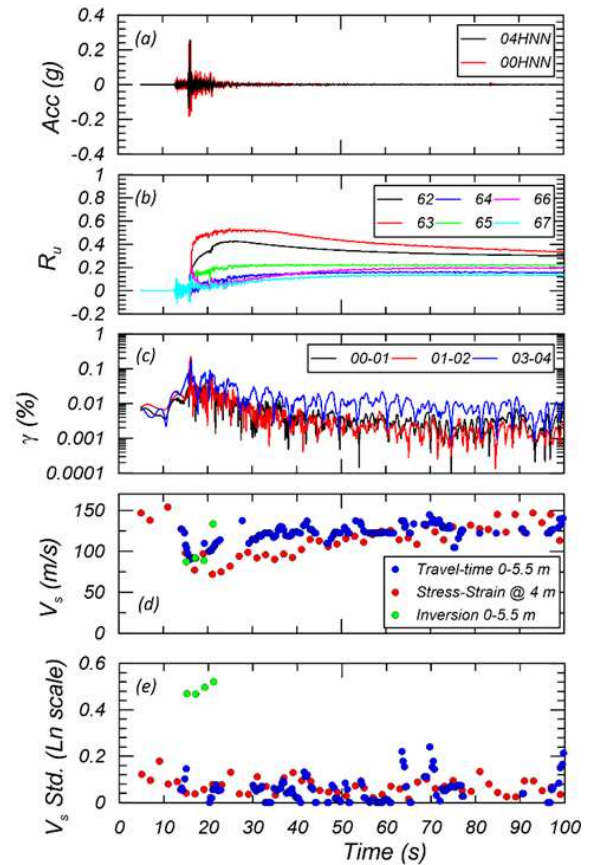 0.4
(a)
04HNN
0.2
00HNN
0
-0.2
-0.4
Acc (g)
1
(b)
62 64 66
0.8
63 65 67
0.6
0.4
0.2
0
-0.2
Ru
1
(c)
00-01 01-02 03-04
0.1
0.01
0.001
0.0001
γ (%)
150
100
50
0
Vs (m/s)
Travel-time 0-5.5 m
Stress-Strain @ 4 m
Inversion 0-5.5 m
(d)
0.6
(e)
0.4
0.2
0
Vs Std. (Ln scale)
0 10 20 30 40 50 60 70 80 90 100
Time (s)